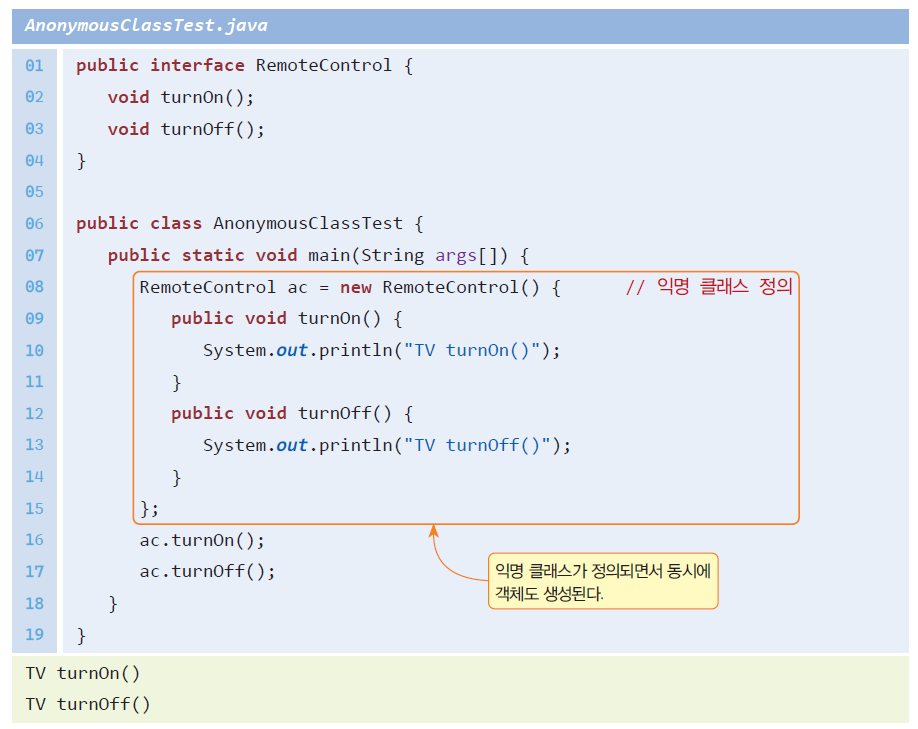 AnonymousClassTest.java
01 public interface RemoteControl {
02 void turnOn();
03 void turnOff();
04 }
05
06 public class AnonymousClassTest {
07 public static void main(String args[]) {
08 RemoteControl ac = new RemoteControl() { // 익명 클래스 정의
09 public void turnOn() {
10 System.out.println("TV turnOn()");
11 }
12 public void turnOff() {
13 System.out.println("TV turnOff()");
14 }
15 };
16 ac.turnOn();
17 ac.turnOff();
18 }
19 }
익명 클래스가 정의되면서 동시에
객체도 생성된다.
TV turnOn()
TV turnOff()